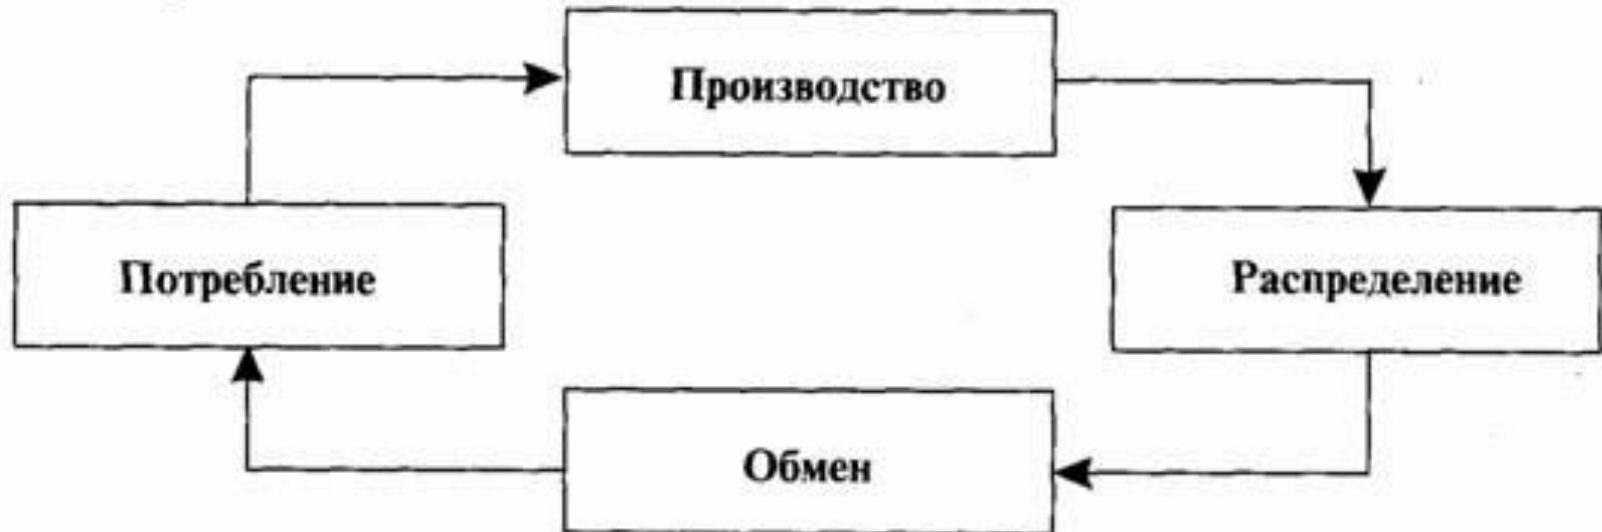 Производство
Потребление
Распределение
Обмен